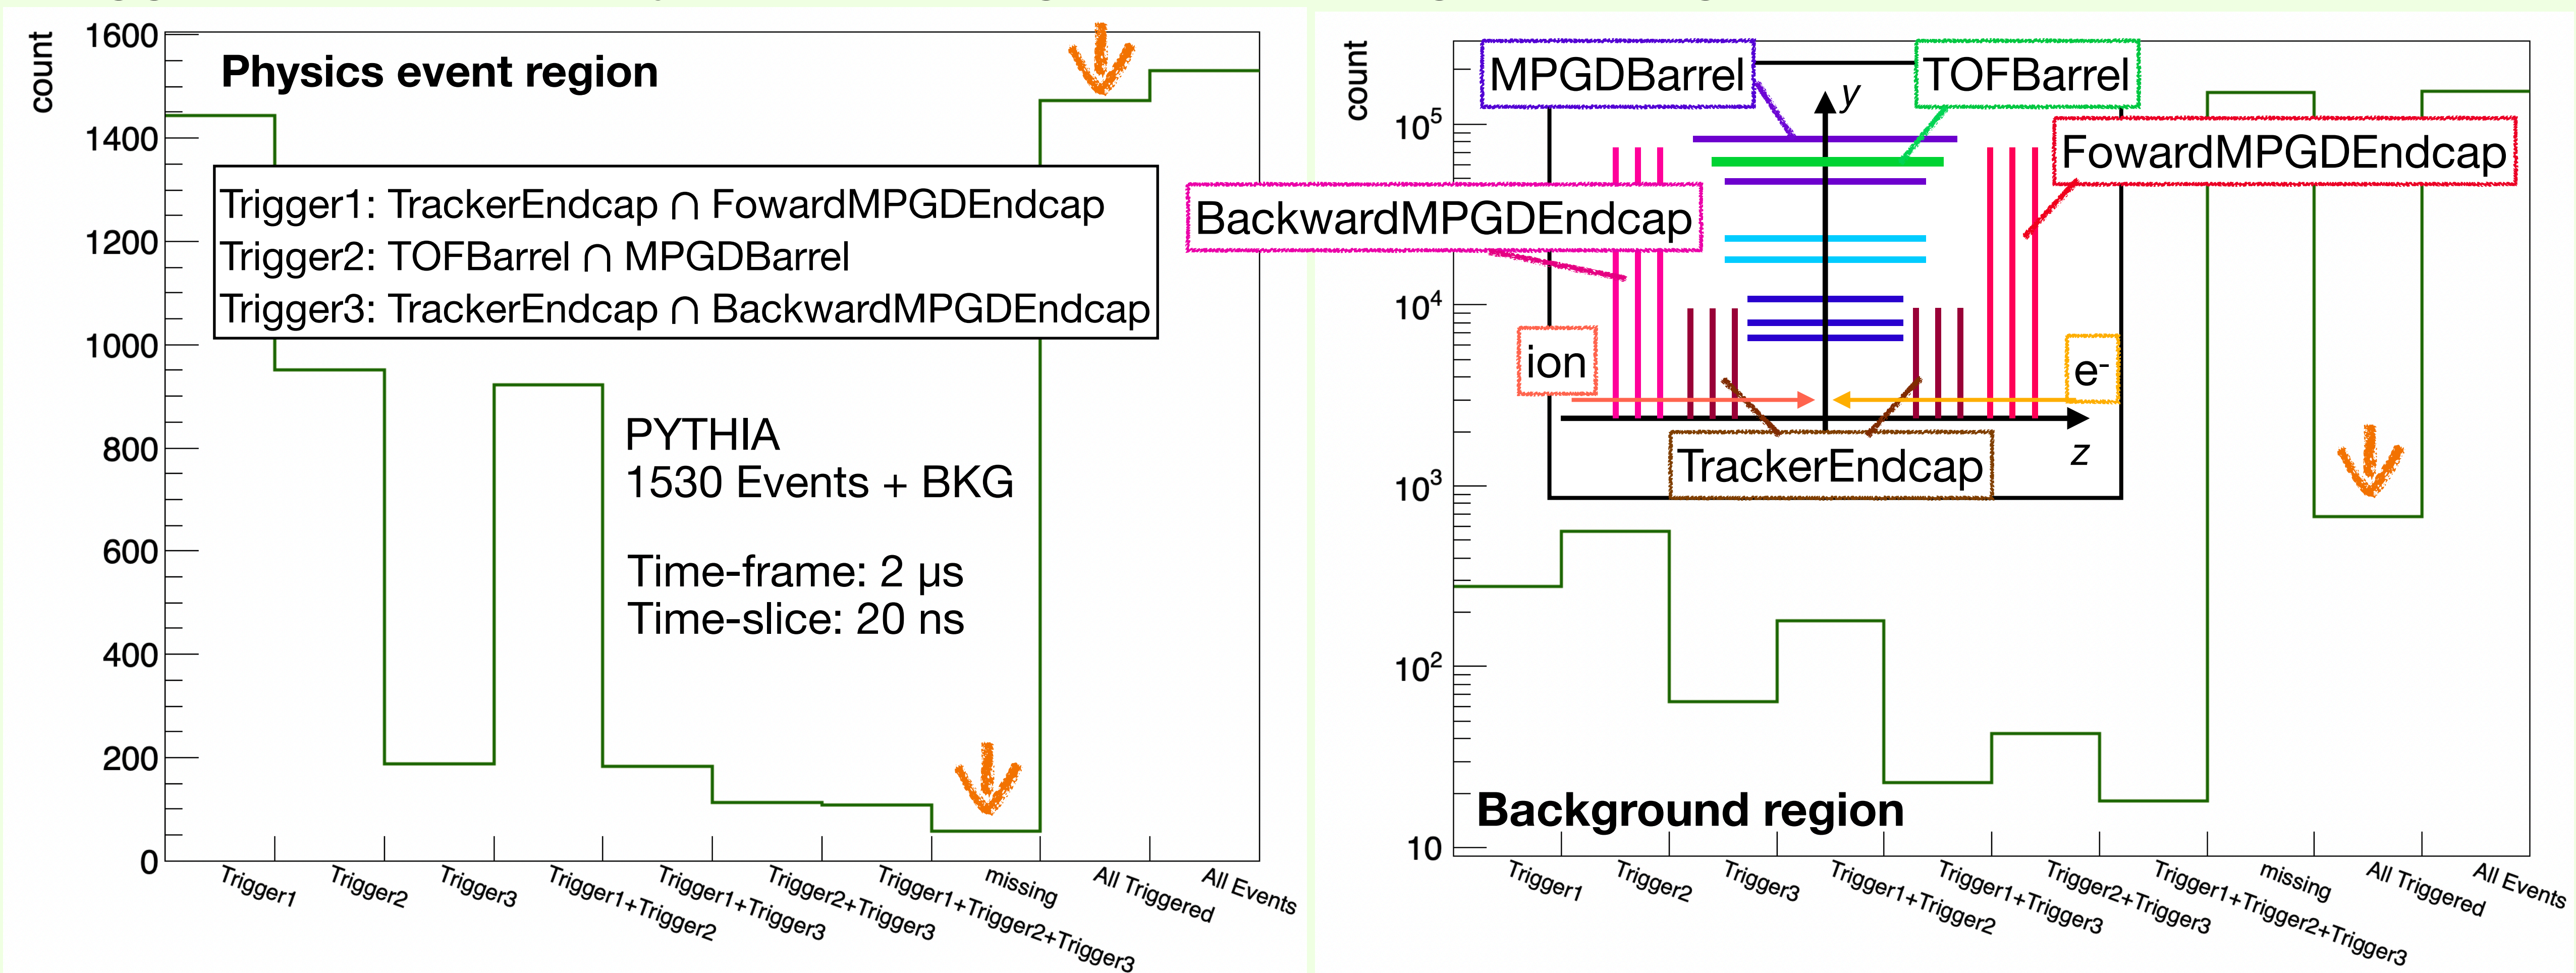 count
1600
1400
1200
1000
800
600
400
200
0
Physics event region
Trigger1: TrackerEndcap ∩ FowardMPGDEndcap
Trigger2: TOFBarrel ∩ MPGDBarrel
Trigger3: TrackerEndcap ∩ BackwardMPGDEndcap
PYTHIA
1530 Events + BKG
Time-frame: 2 μs
Time-slice: 20 ns
Trigger1
Trigger2
Trigger3
Trigger1+Trigger2
Trigger1+Trigger3
Trigger2+Trigger3
Trigger1+Trigger2+Trigger3
missing
All Triggered
All Events
count
10⁵
10⁴
10³
10²
10
MPGDBarrel
TOFBarrel
y
FowardMPGDEndcap
BackwardMPGDEndcap
ion
e⁻
z
TrackerEndcap
Background region
Trigger1
Trigger2
Trigger3
Trigger1+Trigger2
Trigger1+Trigger3
Trigger2+Trigger3
Trigger1+Trigger2+Trigger3
missing
All Triggered
All Events